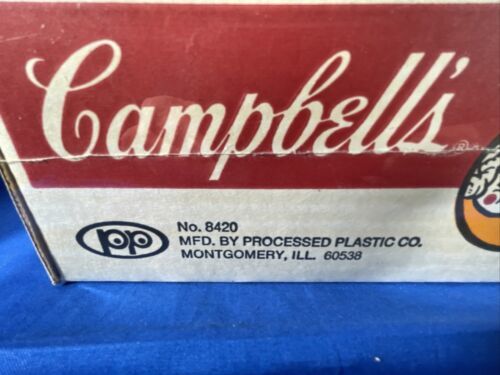 Campbell's®
pp
No. 8420
MFD. BY PROCESSED PLASTIC CO.
MONTGOMERY, ILL. 60538